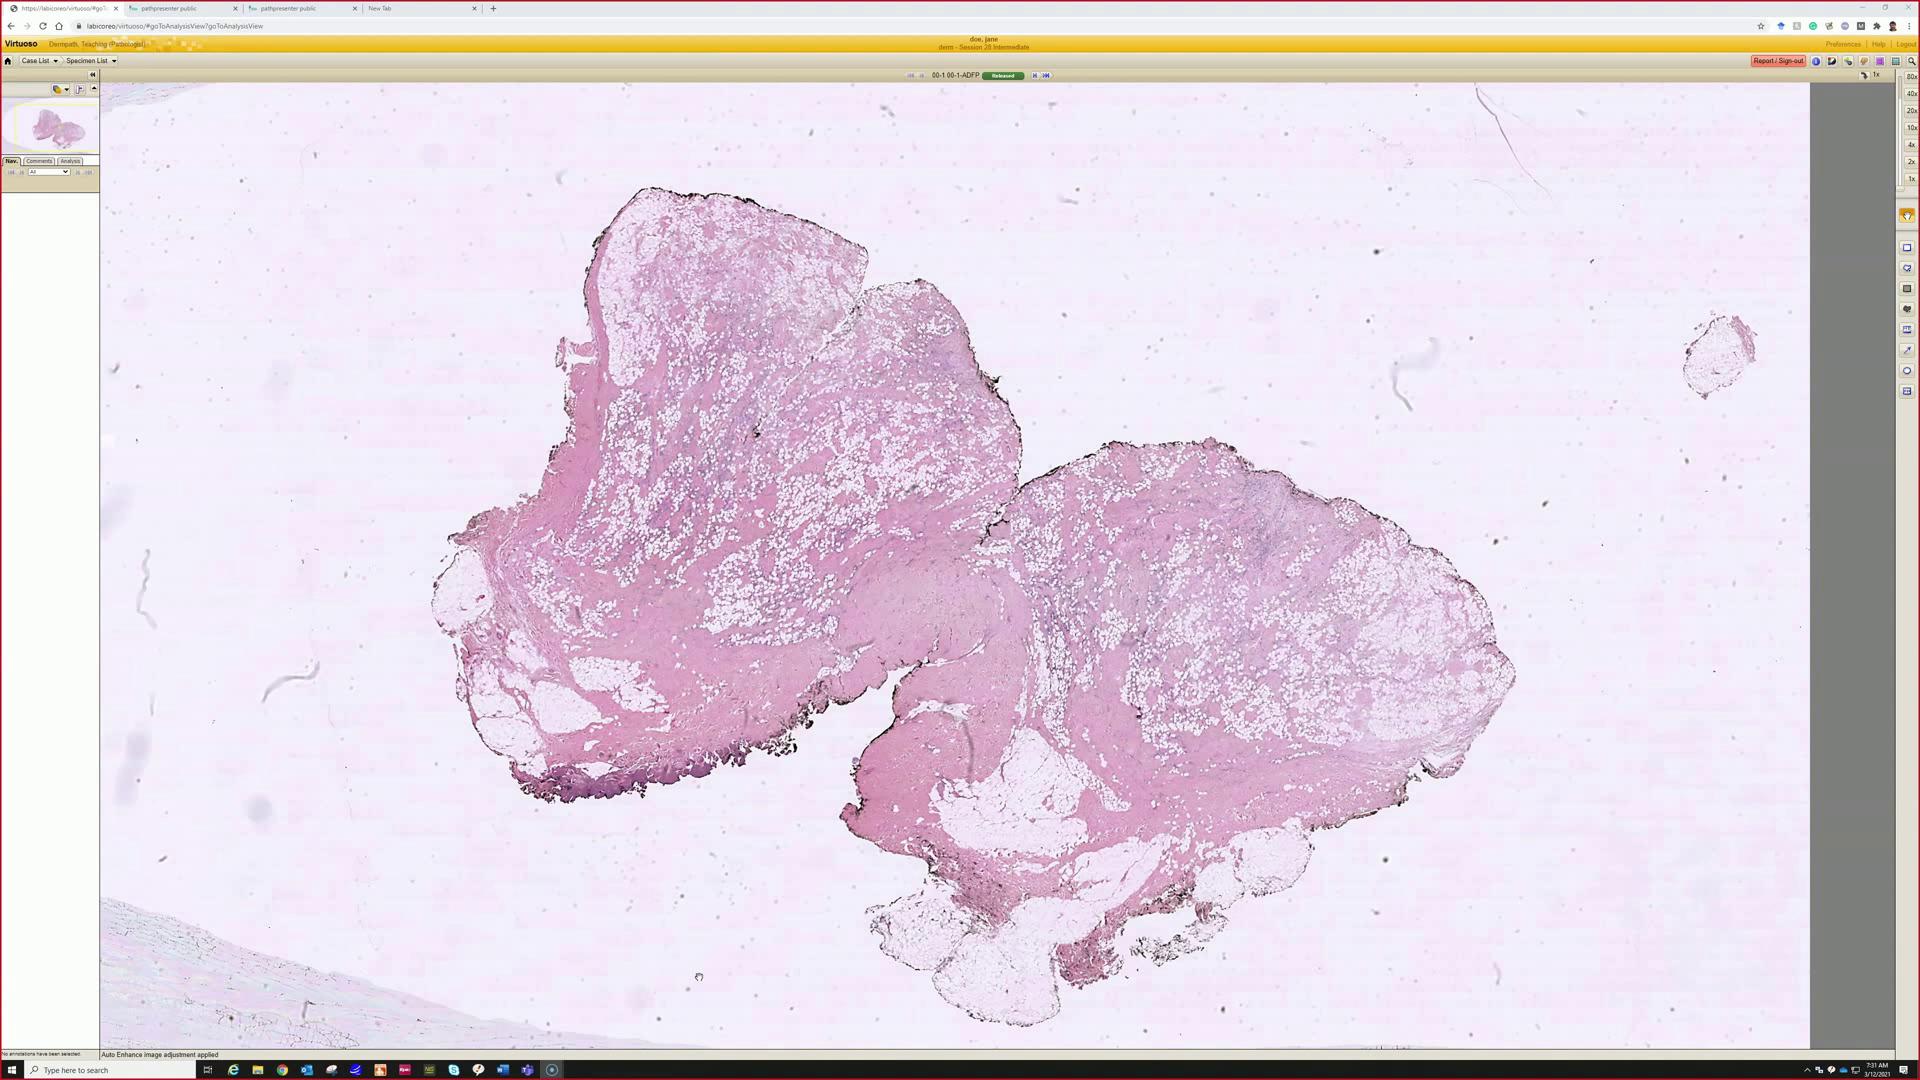 https://labicoreo/virtuoso/#goTo
pathpresenter public
pathpresenter public
New Tab
labicoreo/virtuoso/#goToAnalysisView?goToAnalysisView
doe, jane
Virtuoso
Dermpath, Teaching (Pathologist)
derm - Session 28 Intermediate
Preferences | Help | Logout
Case List
Specimen List
Report / Sign-out
00-1 00-1-ADFP
Released
1x
80x
40x
20x
10x
4x
2x
1x
Nav.
Comments
Analysis
All
No annotations have been selected.
Auto Enhance image adjustment applied
Type here to search
7:31 AM
3/12/2021